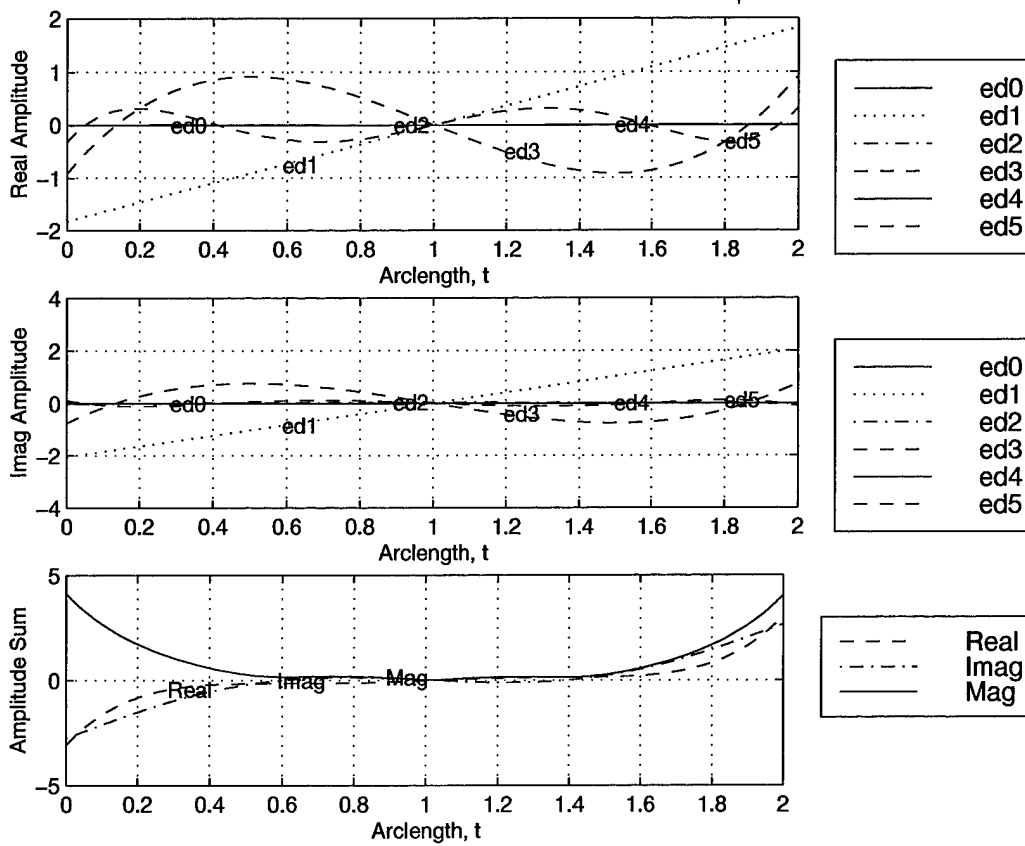 2
1
0
−1
−2
Real Amplitude
ed0
ed1
ed2
ed3
ed4
ed5
0 0.2 0.4 0.6 0.8 1 1.2 1.4 1.6 1.8 2
Arclength, t
ed0
ed1
ed2
ed3
ed4
ed5
4
2
0
−2
−4
Imag Amplitude
ed0
ed1
ed2
ed3
ed4
ed5
0 0.2 0.4 0.6 0.8 1 1.2 1.4 1.6 1.8 2
Arclength, t
ed0
ed1
ed2
ed3
ed4
ed5
5
0
−5
Amplitude Sum
Real
Imag
Mag
0 0.2 0.4 0.6 0.8 1 1.2 1.4 1.6 1.8 2
Arclength, t
Real
Imag
Mag